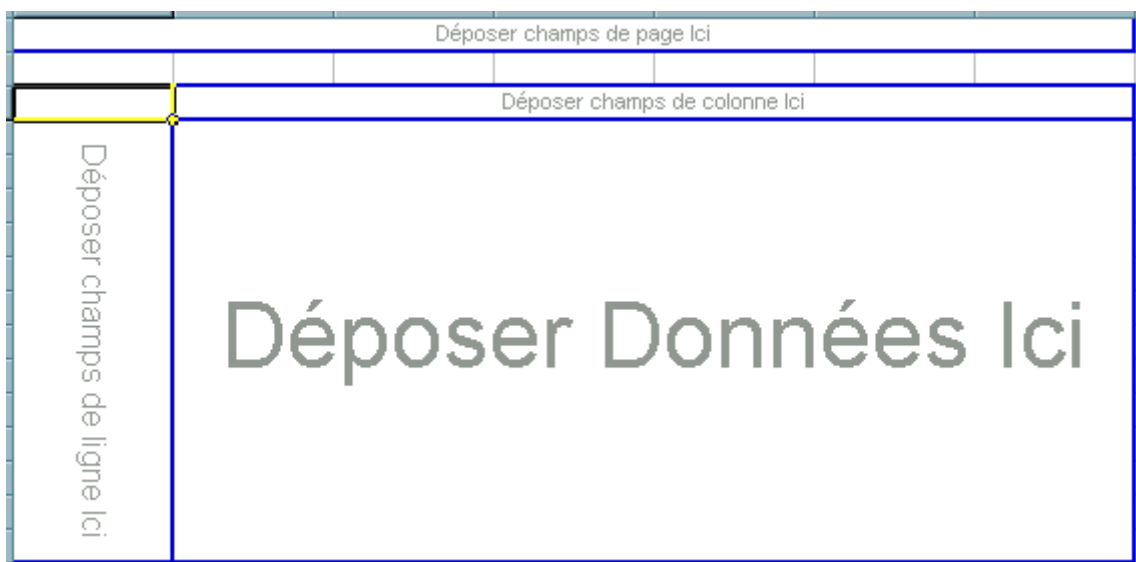 Déposer champs de page Ici
Déposer champs de colonne Ici
Déposer champs de ligne Ici
Déposer Données Ici